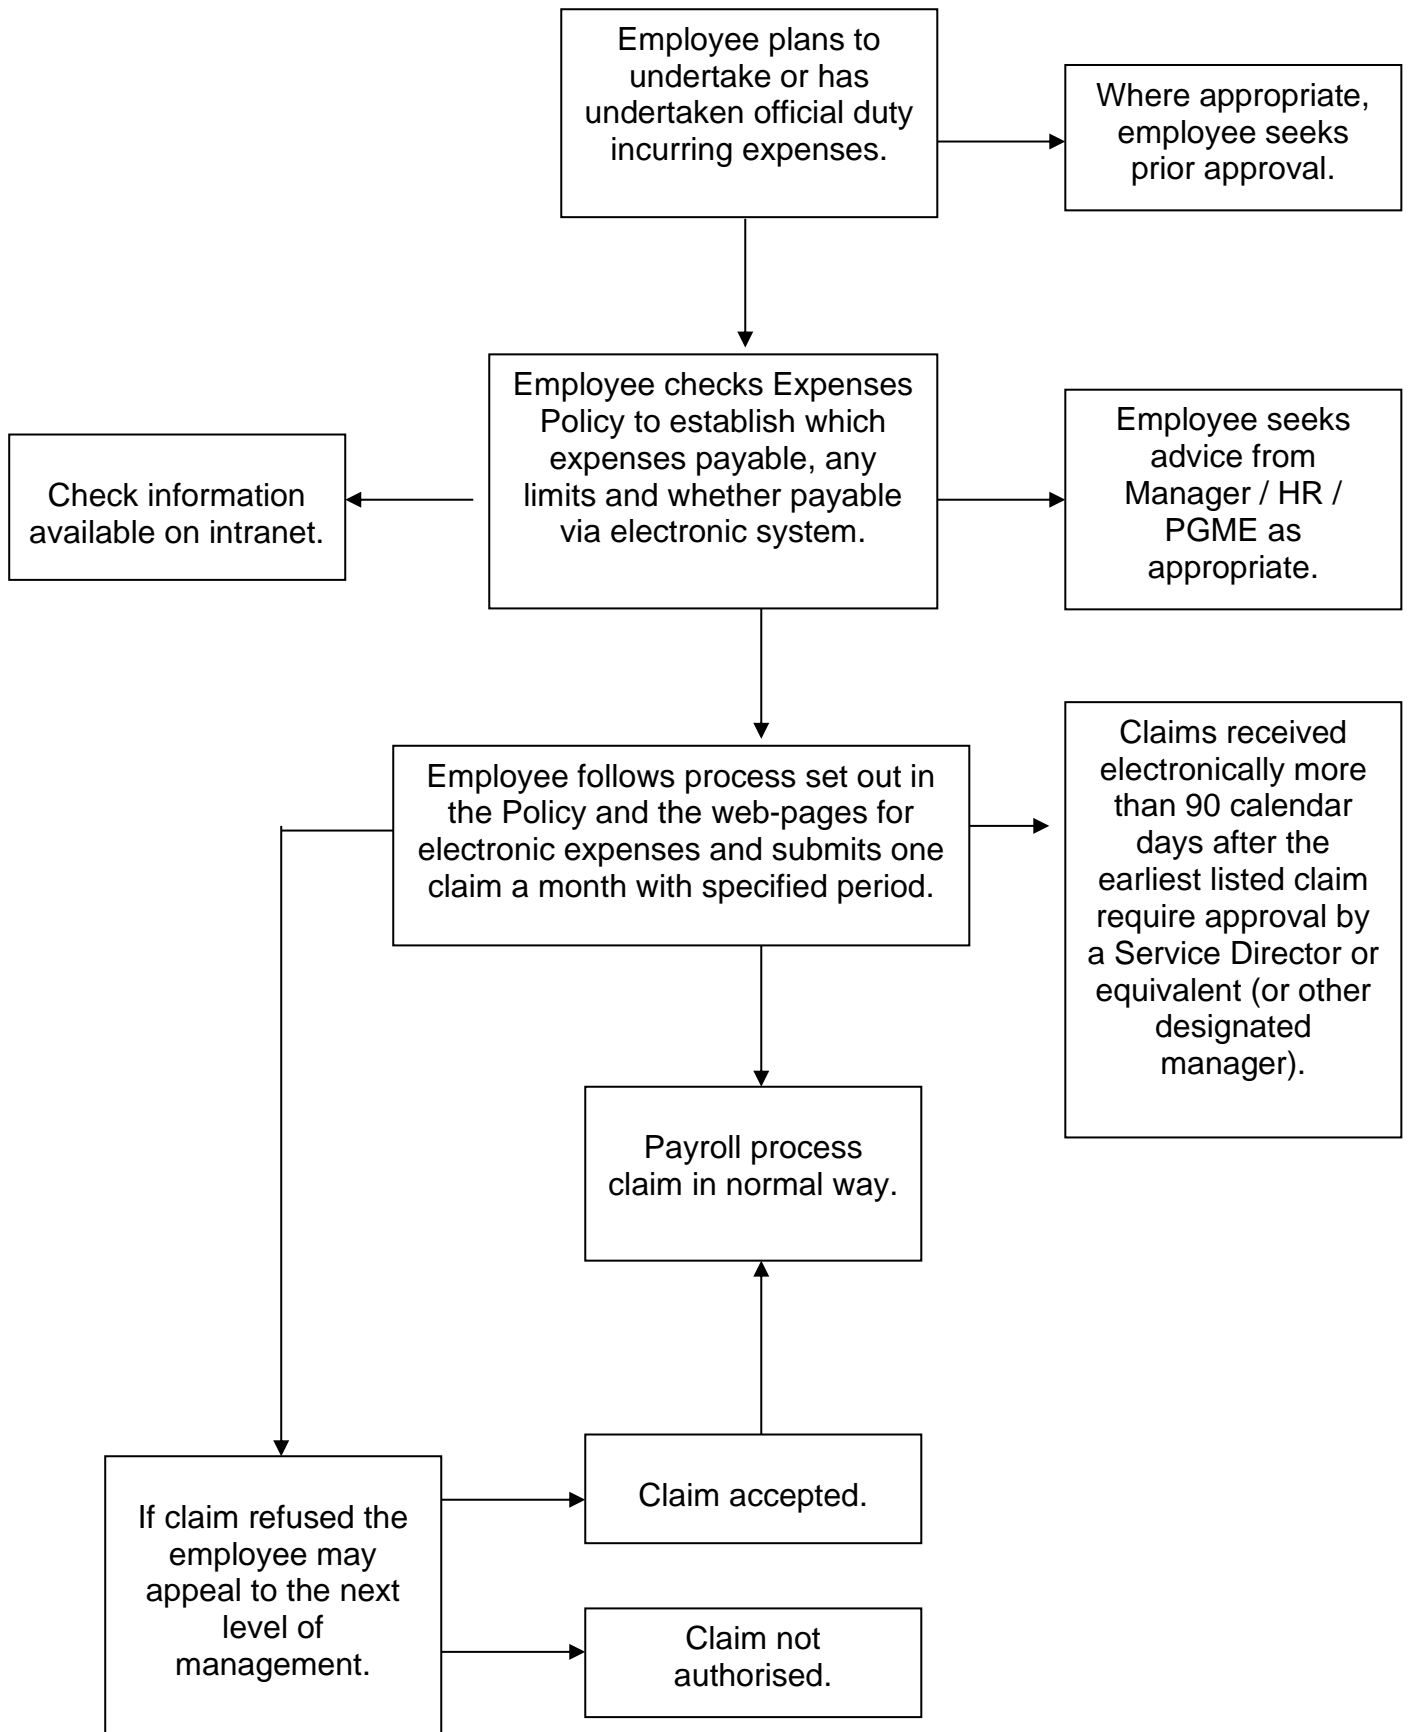 Employee plans to
undertake or has
undertaken official duty
incurring expenses.
Where appropriate,
employee seeks
prior approval.
Employee checks Expenses
Policy to establish which
expenses payable, any
limits and whether payable
via electronic system.
Check information
available on intranet.
Employee seeks
advice from
Manager / HR /
PGME as
appropriate.
Employee follows process set out in
the Policy and the web-pages for
electronic expenses and submits one
claim a month with specified period.
Claims received
electronically more
than 90 calendar
days after the
earliest listed claim
require approval by
a Service Director or
equivalent (or other
designated
manager).
Payroll process
claim in normal way.
If claim refused the
employee may
appeal to the next
level of
management.
Claim accepted.
Claim not
authorised.